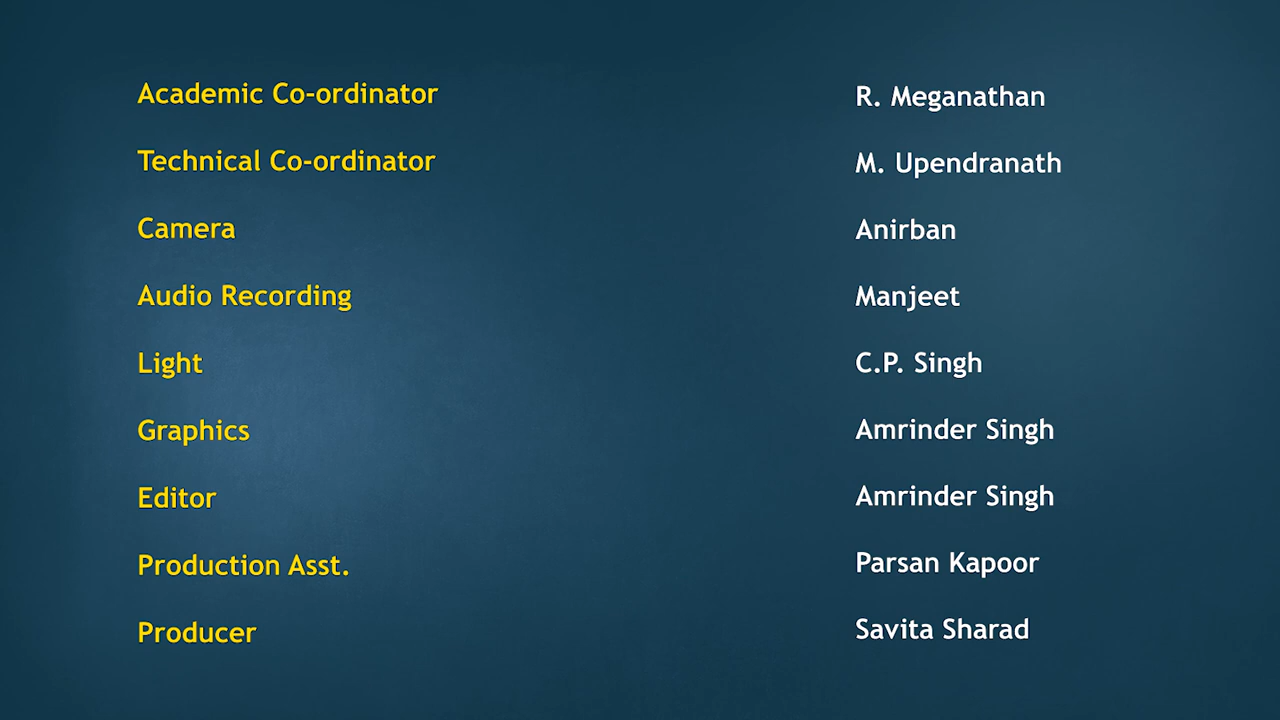 Academic Co-ordinator R. Meganathan
Technical Co-ordinator M. Upendranath
Camera Anirban
Audio Recording Manjeet
Light C.P. Singh
Graphics Amrinder Singh
Editor Amrinder Singh
Production Asst. Parsan Kapoor
Producer Savita Sharad